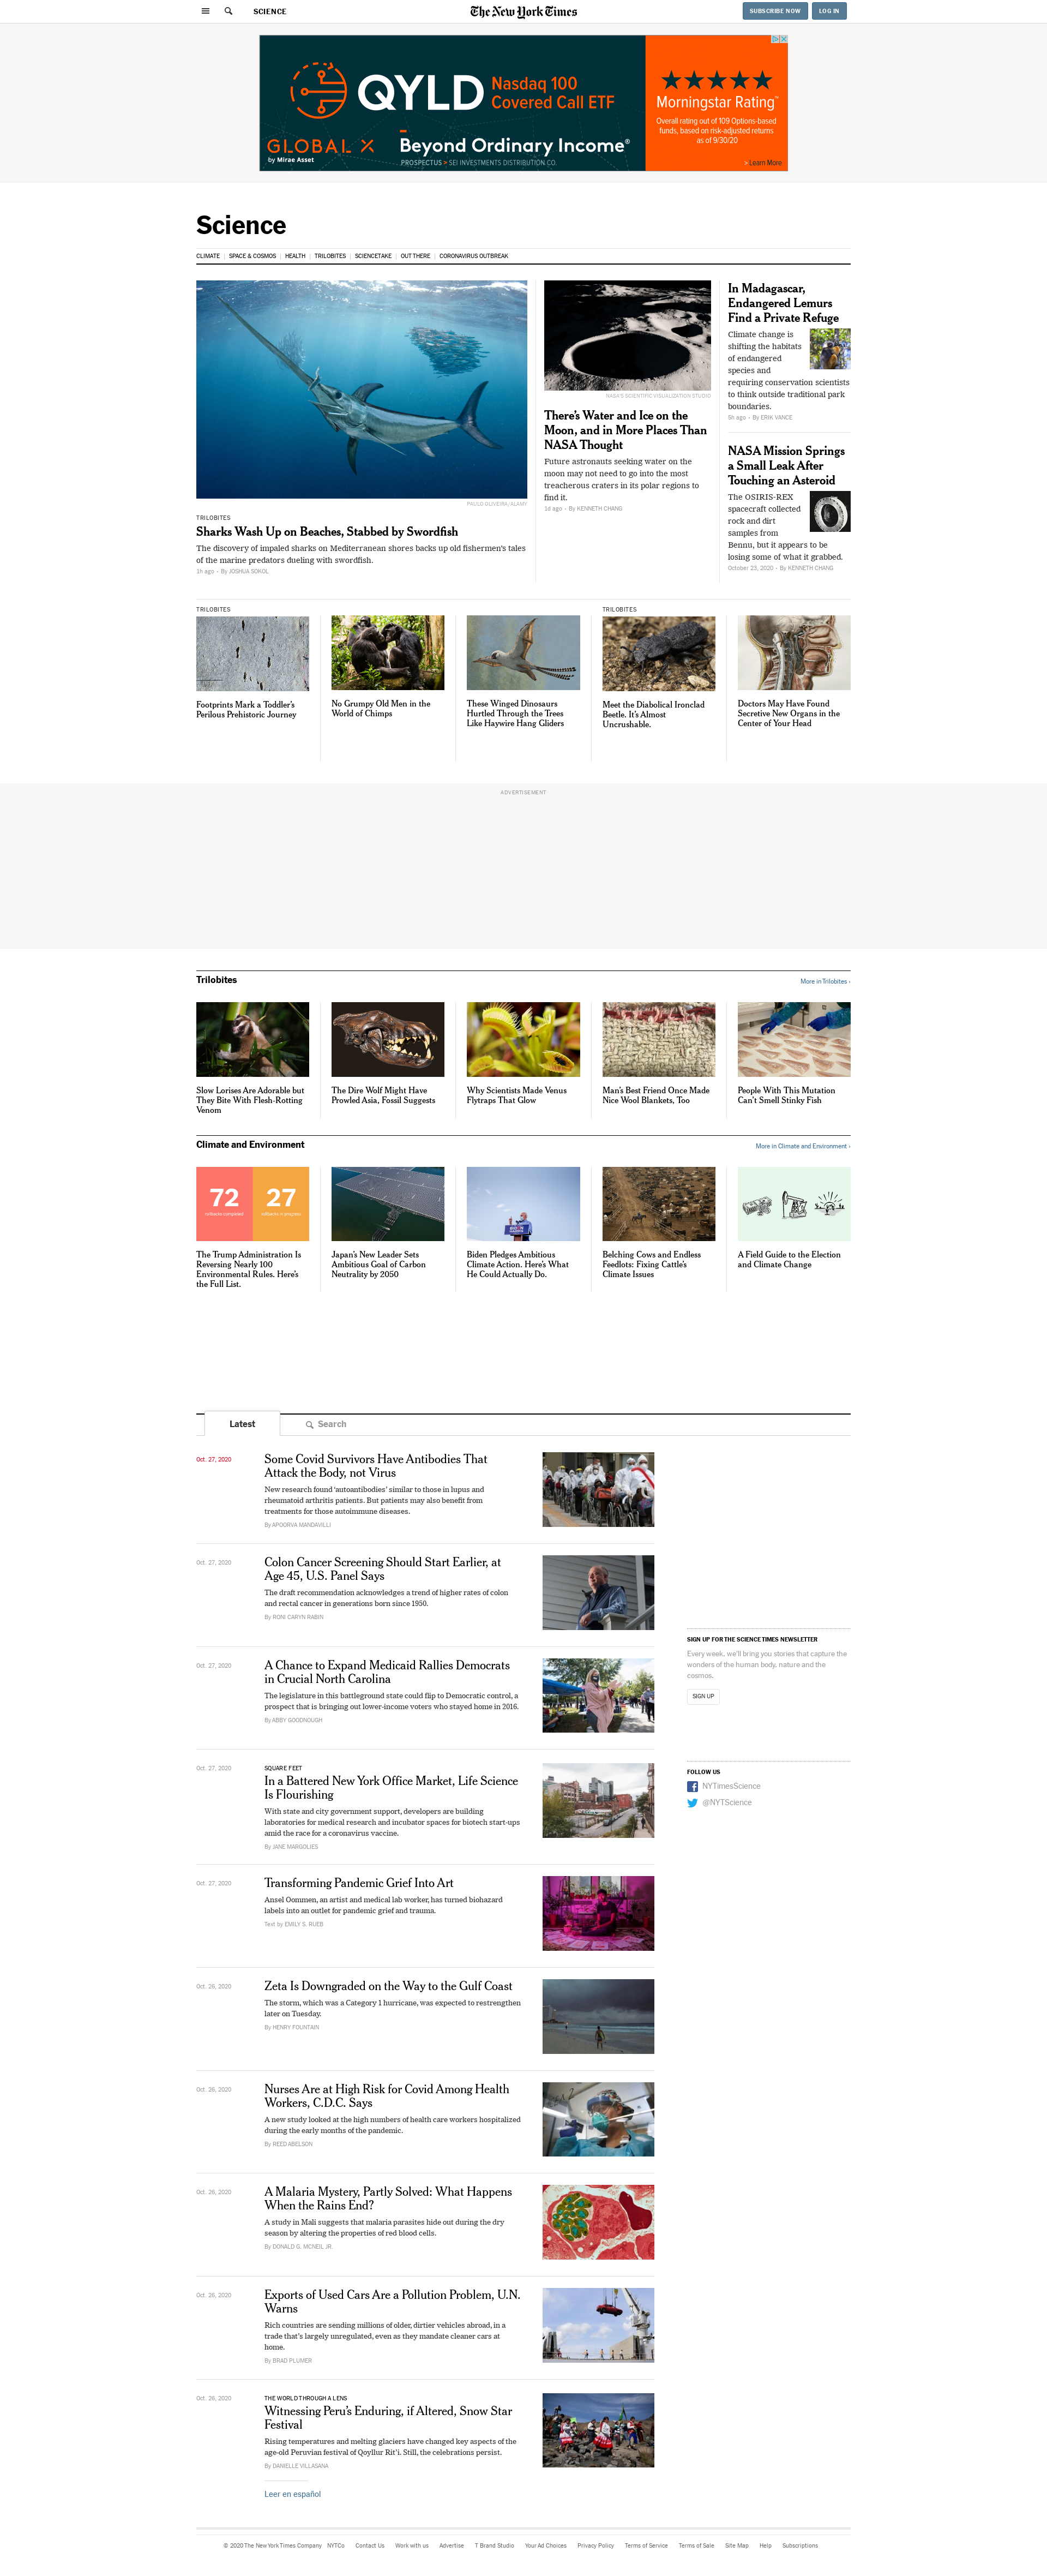 SCIENCE
The New York Times
SUBSCRIBE NOW
LOG IN
QYLD
Nasdaq 100
Covered Call ETF
GLOBAL X
by Mirae Asset
Beyond Ordinary Income®
PROSPECTUS > SEI INVESTMENTS DISTRIBUTION CO.
★★★★★
Morningstar Rating™
Overall rating out of 109 Options-based
funds, based on risk-adjusted returns
as of 9/30/20
> Learn More
Science
CLIMATE | SPACE & COSMOS | HEALTH | TRILOBITES | SCIENCETAKE | OUT THERE | CORONAVIRUS OUTBREAK
PAULO OLIVEIRA/ALAMY
TRILOBITES
Sharks Wash Up on Beaches, Stabbed by Swordfish
The discovery of impaled sharks on Mediterranean shores backs up old fishermen's tales
of the marine predators dueling with swordfish.
1h ago • By JOSHUA SOKOL
NASA'S SCIENTIFIC VISUALIZATION STUDIO
There's Water and Ice on the
Moon, and in More Places Than
NASA Thought
Future astronauts seeking water on the
moon may not need to go into the most
treacherous craters in its polar regions to
find it.
1d ago • By KENNETH CHANG
In Madagascar,
Endangered Lemurs
Find a Private Refuge
Climate change is
shifting the habitats
of endangered
species and
requiring conservation scientists
to think outside traditional park
boundaries.
5h ago • By ERIK VANCE
NASA Mission Springs
a Small Leak After
Touching an Asteroid
The OSIRIS-REX
spacecraft collected
rock and dirt
samples from
Bennu, but it appears to be
losing some of what it grabbed.
October 23, 2020 • By KENNETH CHANG
TRILOBITES
Footprints Mark a Toddler's
Perilous Prehistoric Journey
No Grumpy Old Men in the
World of Chimps
These Winged Dinosaurs
Hurtled Through the Trees
Like Haywire Hang Gliders
TRILOBITES
Meet the Diabolical Ironclad
Beetle. It's Almost
Uncrushable.
Doctors May Have Found
Secretive New Organs in the
Center of Your Head
ADVERTISEMENT
Trilobites
More in Trilobites ›
Slow Lorises Are Adorable but
They Bite With Flesh-Rotting
Venom
The Dire Wolf Might Have
Prowled Asia, Fossil Suggests
Why Scientists Made Venus
Flytraps That Glow
Man's Best Friend Once Made
Nice Wool Blankets, Too
People With This Mutation
Can't Smell Stinky Fish
Climate and Environment
More in Climate and Environment ›
72
rollbacks completed
27
rollbacks in progress
The Trump Administration Is
Reversing Nearly 100
Environmental Rules. Here's
the Full List.
Japan's New Leader Sets
Ambitious Goal of Carbon
Neutrality by 2050
Biden Pledges Ambitious
Climate Action. Here's What
He Could Actually Do.
Belching Cows and Endless
Feedlots: Fixing Cattle's
Climate Issues
A Field Guide to the Election
and Climate Change
Latest
Search
Oct. 27, 2020
Some Covid Survivors Have Antibodies That
Attack the Body, not Virus
New research found 'autoantibodies' similar to those in lupus and
rheumatoid arthritis patients. But patients may also benefit from
treatments for those autoimmune diseases.
By APOORVA MANDAVILLI
Oct. 27, 2020
Colon Cancer Screening Should Start Earlier, at
Age 45, U.S. Panel Says
The draft recommendation acknowledges a trend of higher rates of colon
and rectal cancer in generations born since 1950.
By RONI CARYN RABIN
Oct. 27, 2020
A Chance to Expand Medicaid Rallies Democrats
in Crucial North Carolina
The legislature in this battleground state could flip to Democratic control, a
prospect that is bringing out lower-income voters who stayed home in 2016.
By ABBY GOODNOUGH
Oct. 27, 2020
SQUARE FEET
In a Battered New York Office Market, Life Science
Is Flourishing
With state and city government support, developers are building
laboratories for medical research and incubator spaces for biotech start-ups
amid the race for a coronavirus vaccine.
By JANE MARGOLIES
Oct. 27, 2020
Transforming Pandemic Grief Into Art
Ansel Oommen, an artist and medical lab worker, has turned biohazard
labels into an outlet for pandemic grief and trauma.
Text by EMILY S. RUEB
Oct. 26, 2020
Zeta Is Downgraded on the Way to the Gulf Coast
The storm, which was a Category 1 hurricane, was expected to restrengthen
later on Tuesday.
By HENRY FOUNTAIN
Oct. 26, 2020
Nurses Are at High Risk for Covid Among Health
Workers, C.D.C. Says
A new study looked at the high numbers of health care workers hospitalized
during the early months of the pandemic.
By REED ABELSON
Oct. 26, 2020
A Malaria Mystery, Partly Solved: What Happens
When the Rains End?
A study in Mali suggests that malaria parasites hide out during the dry
season by altering the properties of red blood cells.
By DONALD G. MCNEIL JR.
Oct. 26, 2020
Exports of Used Cars Are a Pollution Problem, U.N.
Warns
Rich countries are sending millions of older, dirtier vehicles abroad, in a
trade that's largely unregulated, even as they mandate cleaner cars at
home.
By BRAD PLUMER
Oct. 26, 2020
THE WORLD THROUGH A LENS
Witnessing Peru's Enduring, if Altered, Snow Star
Festival
Rising temperatures and melting glaciers have changed key aspects of the
age-old Peruvian festival of Qoyllur Rit'i. Still, the celebrations persist.
By DANIELLE VILLASANA
Leer en español
SIGN UP FOR THE SCIENCE TIMES NEWSLETTER
Every week, we'll bring you stories that capture the
wonders of the human body, nature and the
cosmos.
SIGN UP
FOLLOW US
NYTimesScience
@NYTScience
© 2020 The New York Times Company NYTCo Contact Us Work with us Advertise T Brand Studio Your Ad Choices Privacy Policy Terms of Service Terms of Sale Site Map Help Subscriptions